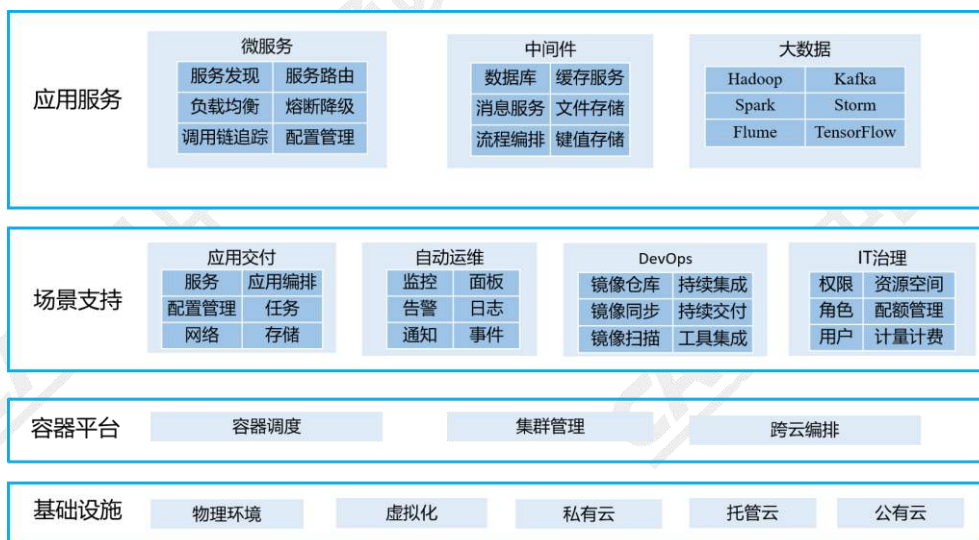 应用服务
微服务
服务发现 服务路由
负载均衡 熔断降级
调用链追踪 配置管理
中间件
数据库 缓存服务
消息服务 文件存储
流程编排 键值存储
大数据
Hadoop Kafka
Spark Storm
Flume TensorFlow
场景支持
应用交付
服务 应用编排
配置管理 任务
网络 存储
自动运维
监控 面板
告警 日志
通知 事件
DevOps
镜像仓库 持续集成
镜像同步 持续交付
镜像扫描 工具集成
IT治理
权限 资源空间
角色 配额管理
用户 计量计费
容器平台
容器调度 集群管理 跨云编排
基础设施
物理环境 虚拟化 私有云 托管云 公有云